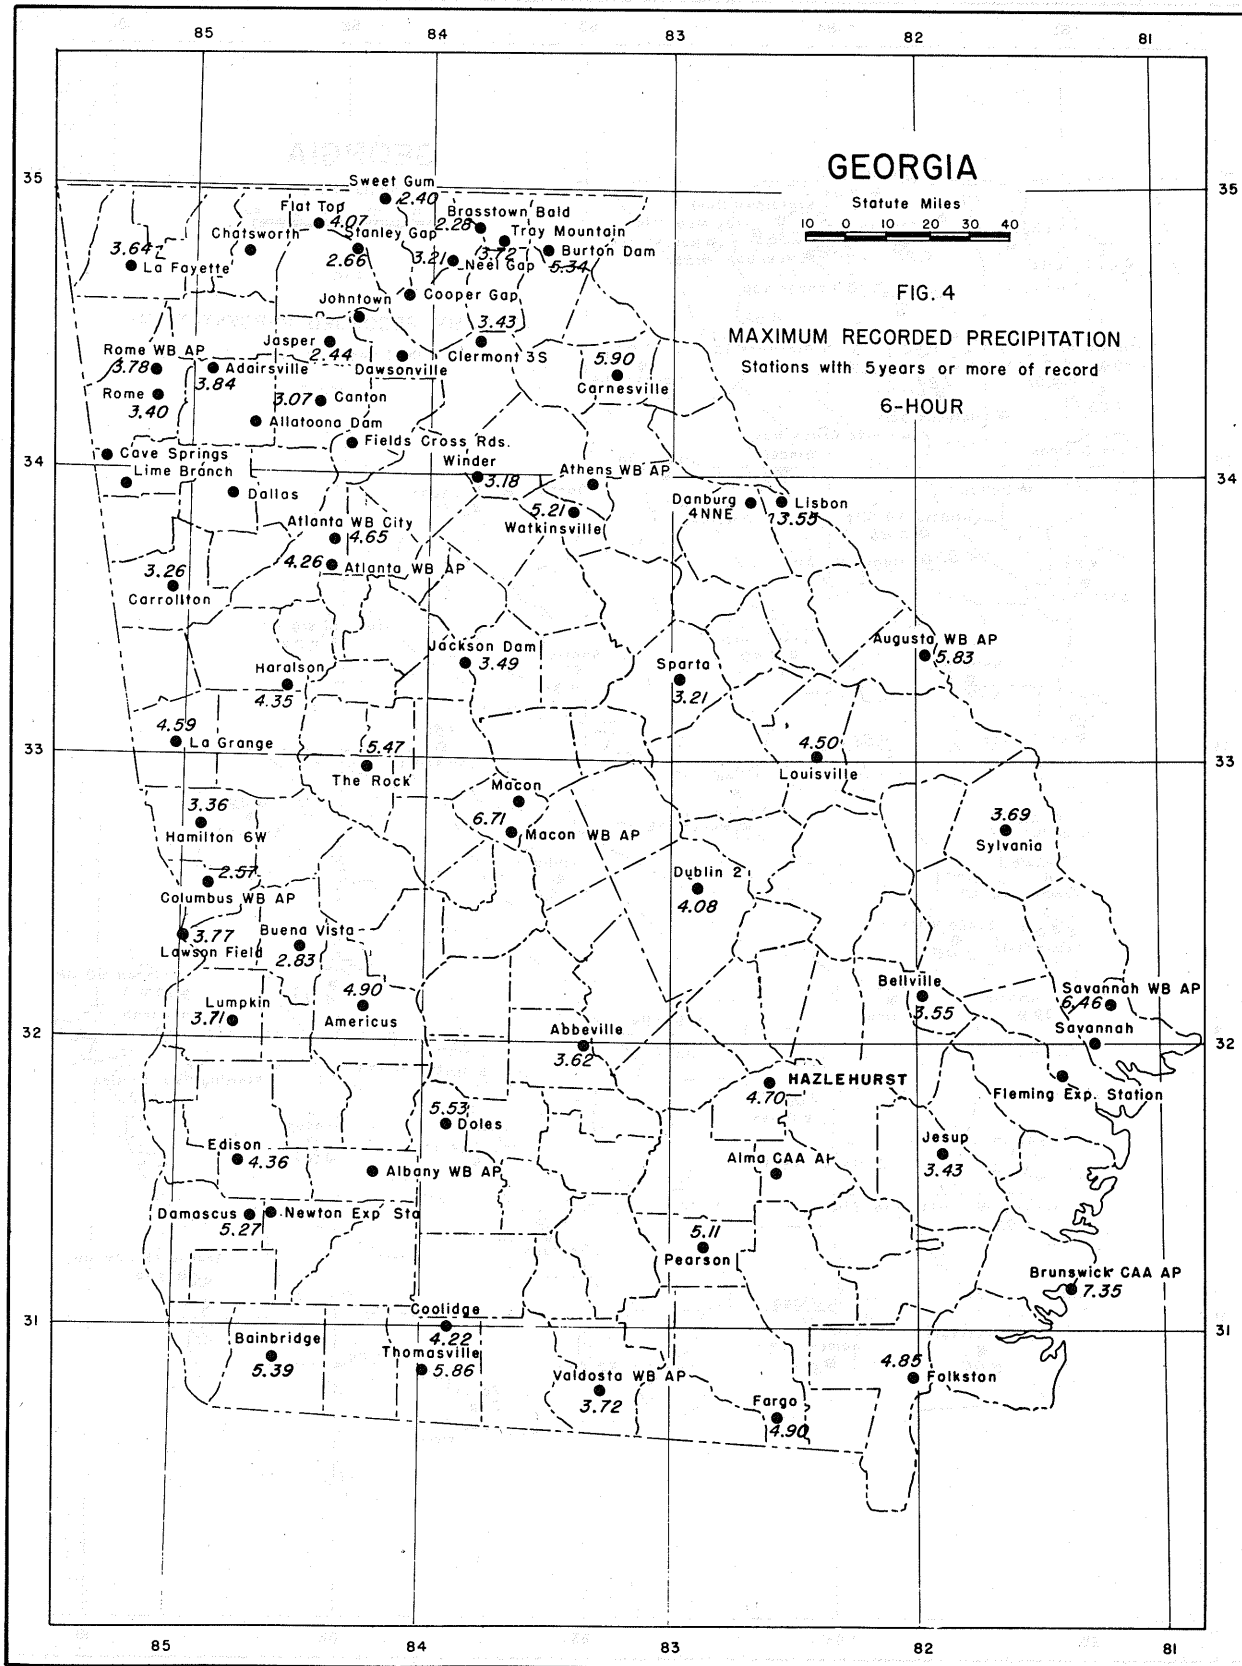 85 84 83 82 81
35 35
GEORGIA
Statute Miles
10 0 10 20 30 40
FIG. 4
MAXIMUM RECORDED PRECIPITATION
Stations with 5 years or more of record
6-HOUR
Sweet Gum
2.40
Flat Top
4.07
Brasstown Bald
2.28
Tray Mountain
3.72
Chatsworth
Stanley Gap
2.66
Burton Dam
5.34
3.64
La Fayette
3.21
Neel Gap
Cooper Gap
Johntown
3.43
Clermont 3S
Jasper
2.44
Dawsonville
Rome WB AP
3.78
Adairsville
3.84
5.90
Carnesville
Rome
3.40
3.07 Canton
Allatoona Dam
Fields Cross Rds.
34 34
Cave Springs
Lime Branch
Dallas
Winder
3.18
Athens WB AP
5.21
Watkinsville
Danburg
4NNE
Lisbon
3.55
Atlanta WB City
4.65
4.26
Atlanta WB AP
3.26
Carrollton
Jackson Dam
3.49
Augusta WB AP
5.83
Haralson
4.35
Sparta
3.21
4.59
La Grange
33 33
5.47
The Rock
4.50
Louisville
Macon
6.71
Macon WB AP
3.36
Hamilton 6W
3.69
Sylvania
2.57
Columbus WB AP
Dublin 2
4.08
3.77
Lawson Field
Buena Vista
2.83
4.90
Americus
Lumpkin
3.71
Bellville
3.55
Savannah WB AP
6.46
Savannah
32 32
Abbeville
3.62
HAZLEHURST
4.70
Fleming Exp. Station
5.53
Doles
Edison
4.36
Albany WB AP
Alma CAA AP
Jesup
3.43
Damascus
5.27
Newton Exp Sta
5.11
Pearson
Brunswick CAA AP
7.35
31 31
Coolidge
4.22
Bainbridge
5.39
Thomasville
5.86
Valdosta WB AP
3.72
4.85
Folkston
Fargo
4.90
85 84 83 82 81